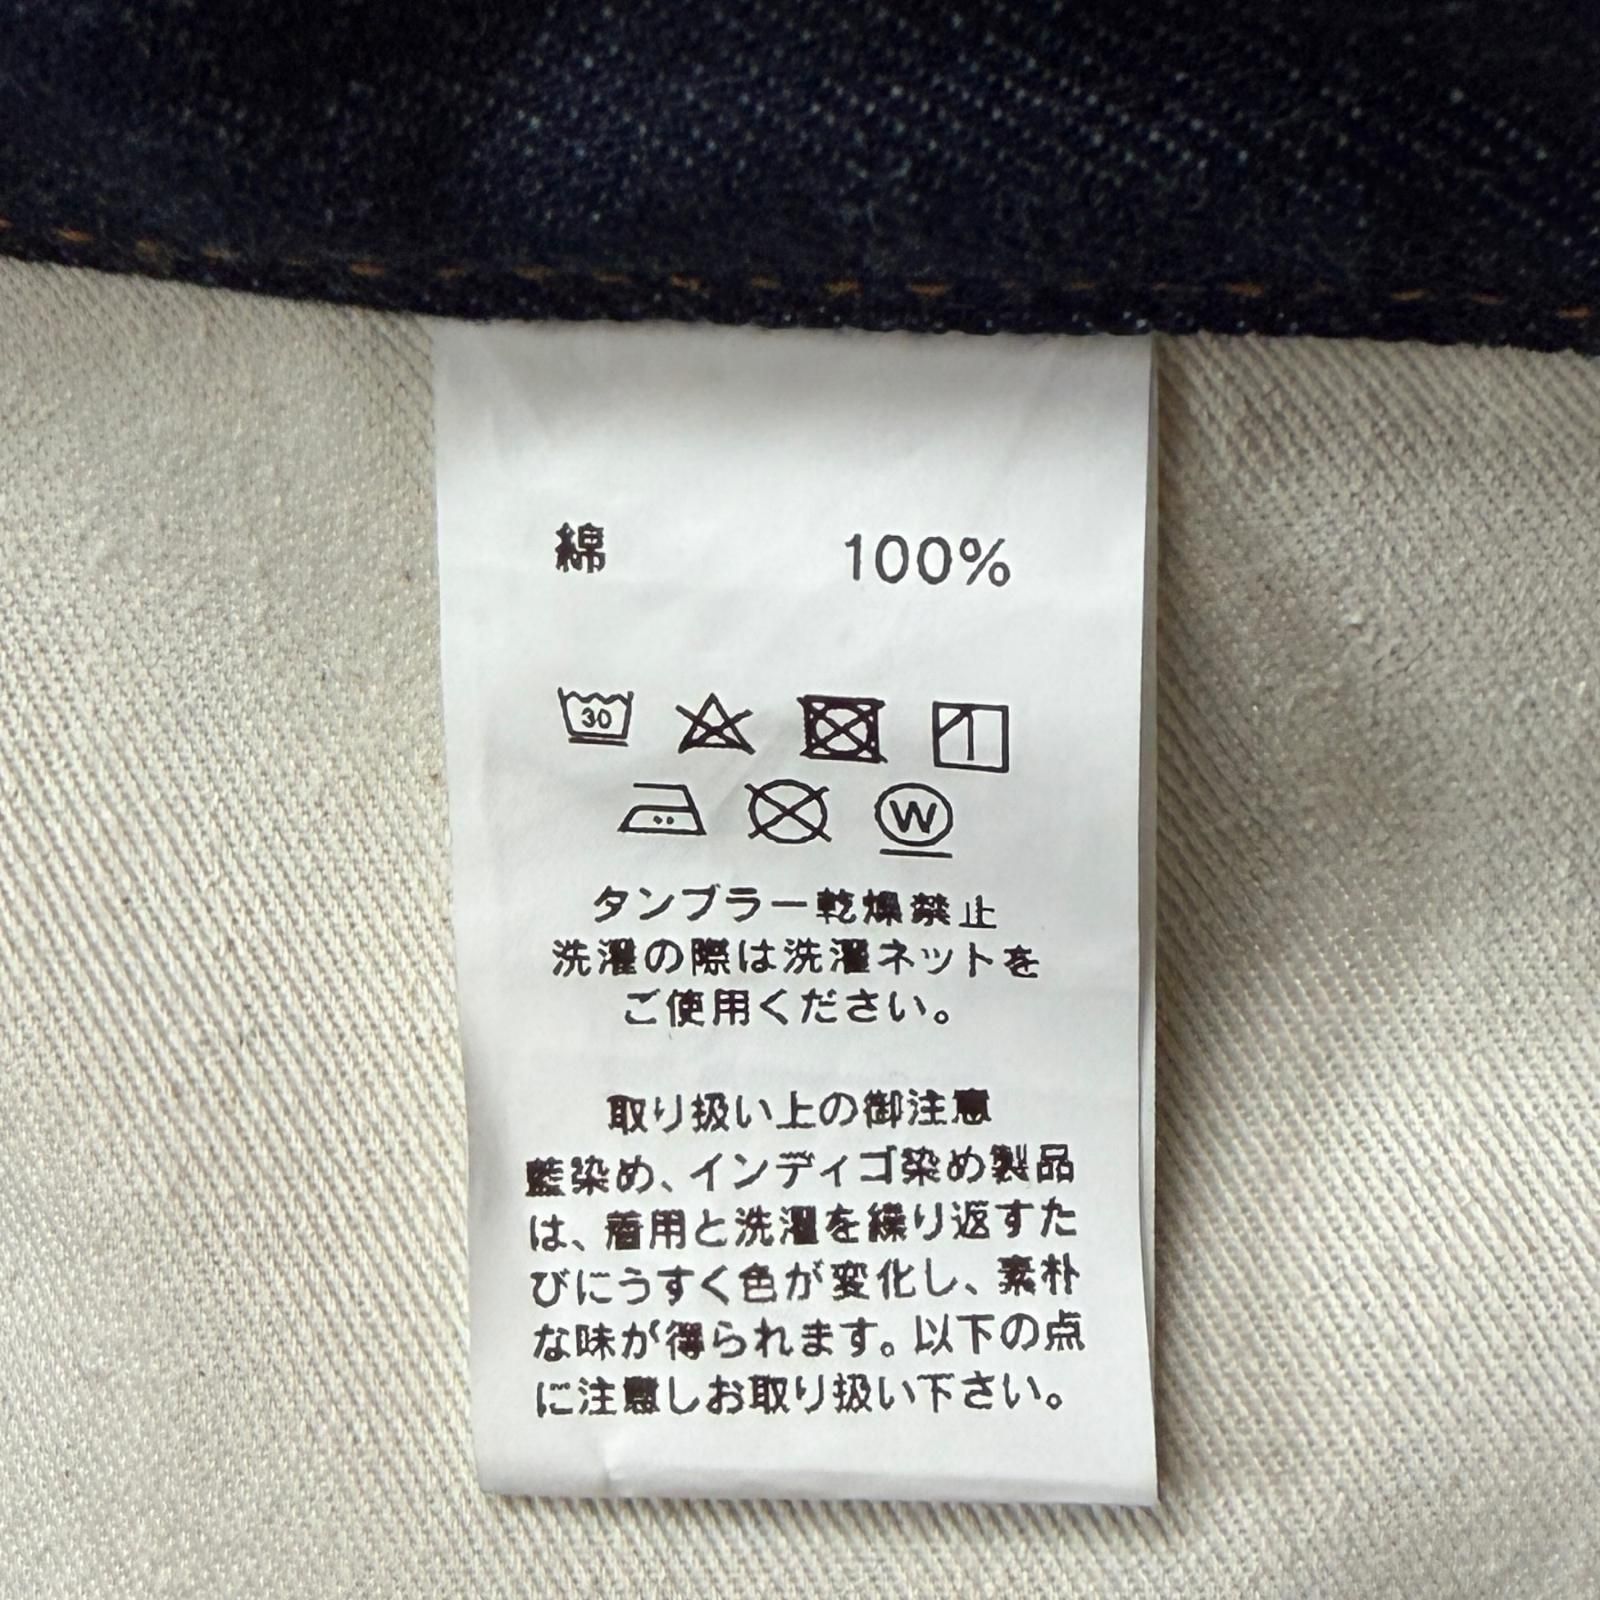 綿 100%
30
W
タンブラー乾燥禁止
洗濯の際は洗濯ネットを
ご使用ください。
取り扱い上の御注意
藍染め、インディゴ染め製品
は、着用と洗濯を繰り返すた
びにうすく色が変化し、素朴
な味が得られます。以下の点
に注意しお取り扱い下さい。